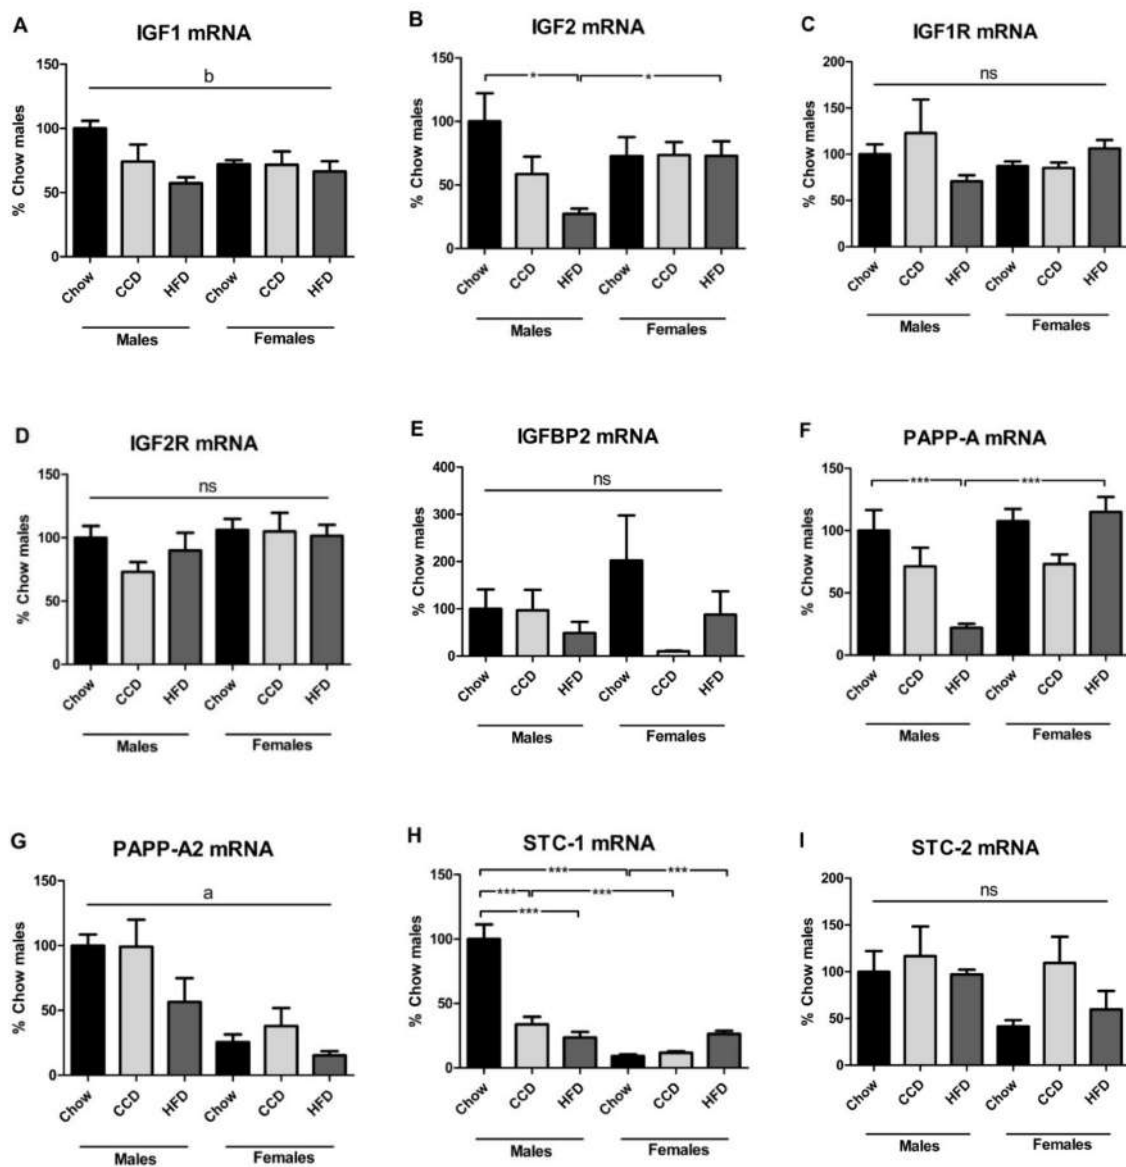 A
IGF1 mRNA
% Chow males
150
100
50
0
b
Chow
CCD
HFD
Chow
CCD
HFD
Males
Females
B
IGF2 mRNA
% Chow males
150
100
50
0
*
*
Chow
CCD
HFD
Chow
CCD
HFD
Males
Females
C
IGF1R mRNA
% Chow males
200
150
100
50
0
ns
Chow
CCD
HFD
Chow
CCD
HFD
Males
Females
D
IGF2R mRNA
% Chow males
150
100
50
0
ns
Chow
CCD
HFD
Chow
CCD
HFD
Males
Females
E
IGFBP2 mRNA
% Chow males
400
300
200
100
0
ns
Chow
CCD
HFD
Chow
CCD
HFD
Males
Females
F
PAPP-A mRNA
% Chow males
150
100
50
0
***
***
Chow
CCD
HFD
Chow
CCD
HFD
Males
Females
G
PAPP-A2 mRNA
% Chow males
150
100
50
0
a
Chow
CCD
HFD
Chow
CCD
HFD
Males
Females
H
STC-1 mRNA
% Chow males
150
100
50
0
***
***
***
***
***
Chow
CCD
HFD
Chow
CCD
HFD
Males
Females
I
STC-2 mRNA
% Chow males
200
150
100
50
0
ns
Chow
CCD
HFD
Chow
CCD
HFD
Males
Females